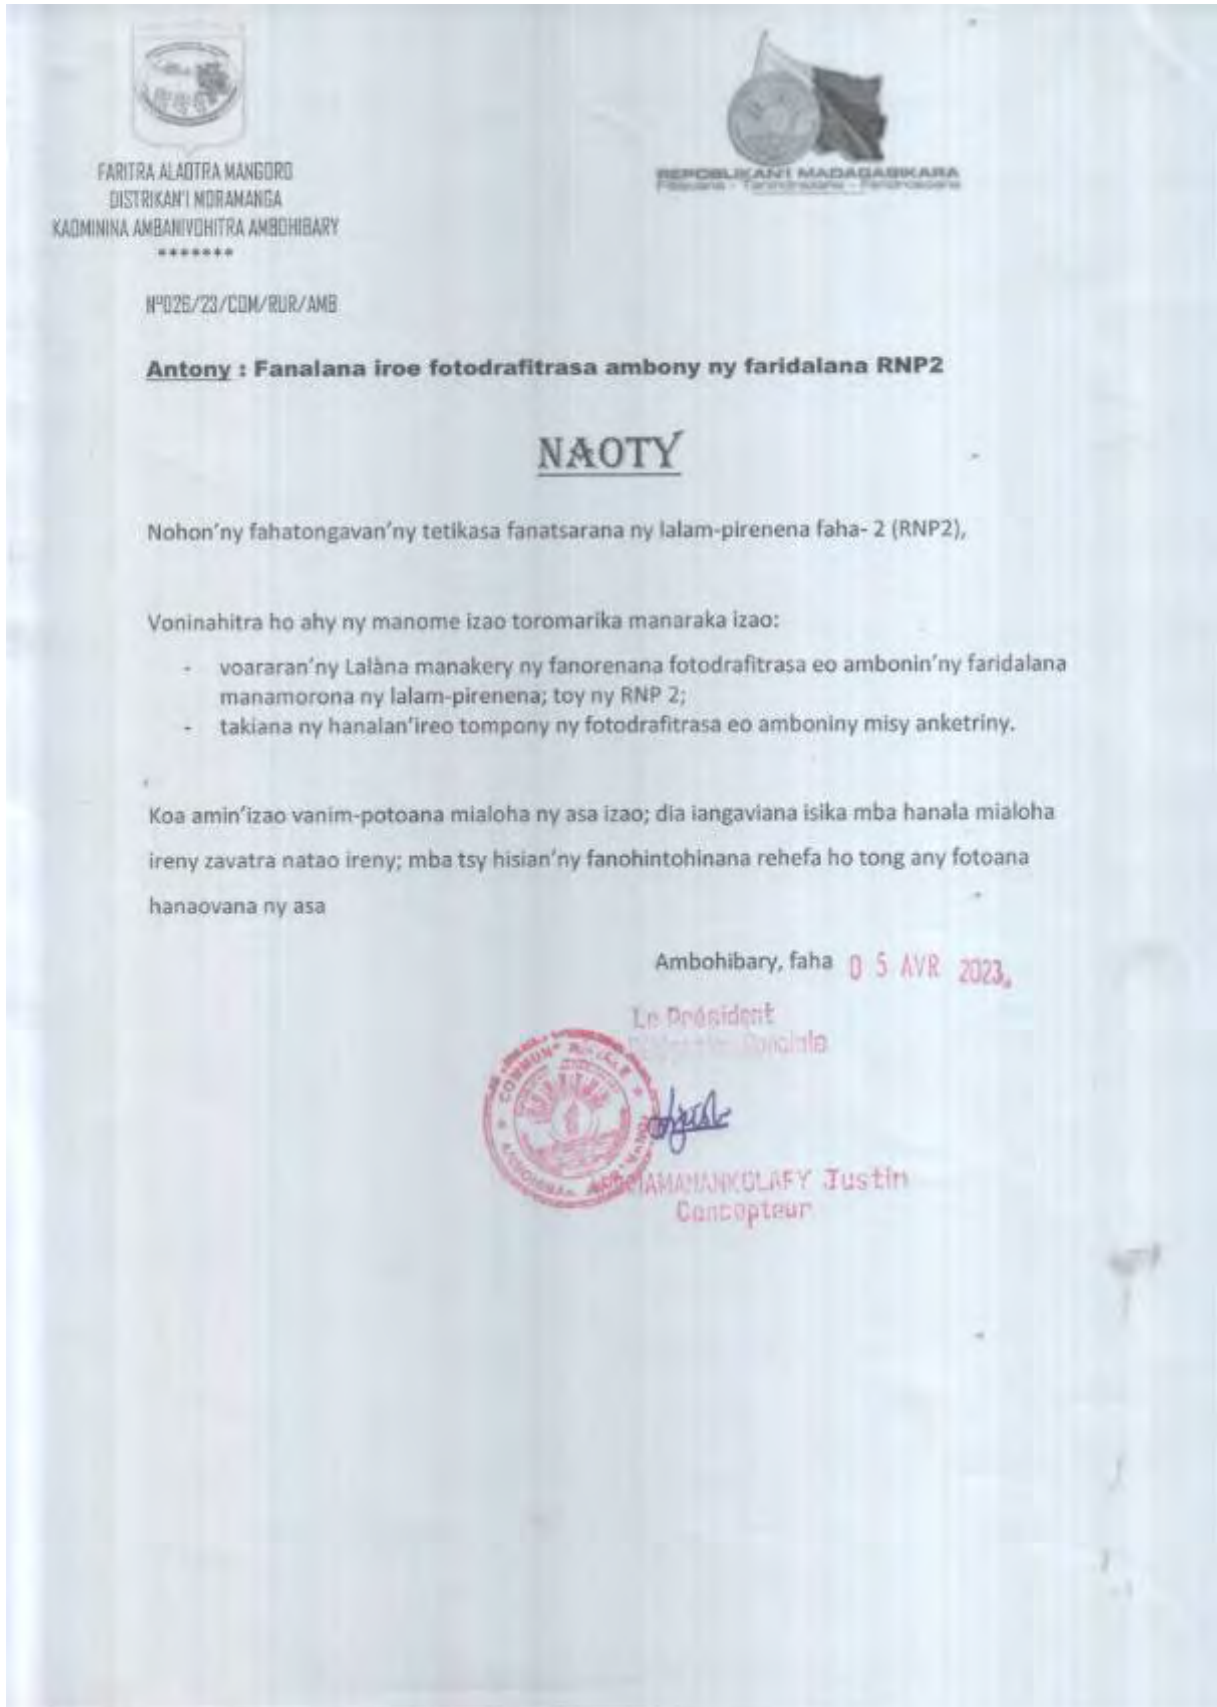 FARITRA ALAOTRA MANGORO
DISTRIKAN'I MORAMANGA
KAOMININA AMBANIVOHITRA AMBOHIBARY
*******
REPOBLIKAN'I MADAGASIKARA
Fitiavana - Tanindrazana - Fandrosoana
N°026/23/COM/RUR/AMB
Antony : Fanalana iroe fotodrafitrasa ambony ny faridalana RNP2
NAOTY
Nohon'ny fahatongavan'ny tetikasa fanatsarana ny lalam-pirenena faha- 2 (RNP2),
Voninahitra ho ahy ny manome izao toromarika manaraka izao:
- voararan'ny Lalàna manakery ny fanorenana fotodrafitrasa eo ambonin'ny faridalana
manamorona ny lalam-pirenena; toy ny RNP 2;
- takiana ny hanalan'ireo tompony ny fotodrafitrasa eo amboniny misy anketriny.
Koa amin'izao vanim-potoana mialoha ny asa izao; dia iangaviana isika mba hanala mialoha
ireny zavatra natao ireny; mba tsy hisian'ny fanohintohinana rehefa ho tong any fotoana
hanaovana ny asa
Ambohibary, faha 05 AVR 2023,
Le Président
Justin
Concepteur